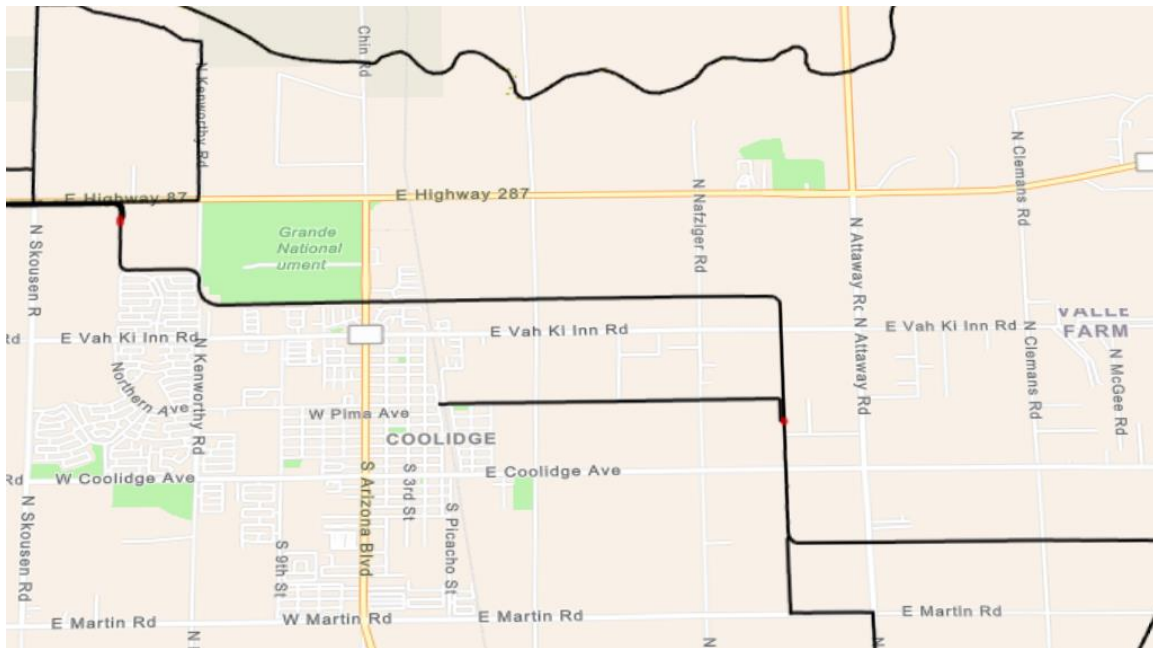 Chin Rd
N Kenworthy Rd
E Highway 87
E Highway 287
N Clemans Rd
N Skousen R
Grande
National
ument
N Nafziger Rd
N Attaway Rd
VALLE
FARM
Rd
E Vah Ki Inn Rd
E Vah Ki Inn Rd
E Vah Ki Inn Rd
N Kenworthy Rd
N Attaway Rd
N Clemans Rd
N McGee Rd
Northern Ave
W Pima Ave
COOLIDGE
Rd
W Coolidge Ave
E Coolidge Ave
S Arizona Blvd
S 3rd St
S Picacho St
N Skousen Rd
S 9th St
E Martin Rd
W Martin Rd
E Martin Rd
E Martin Rd
N
N
N